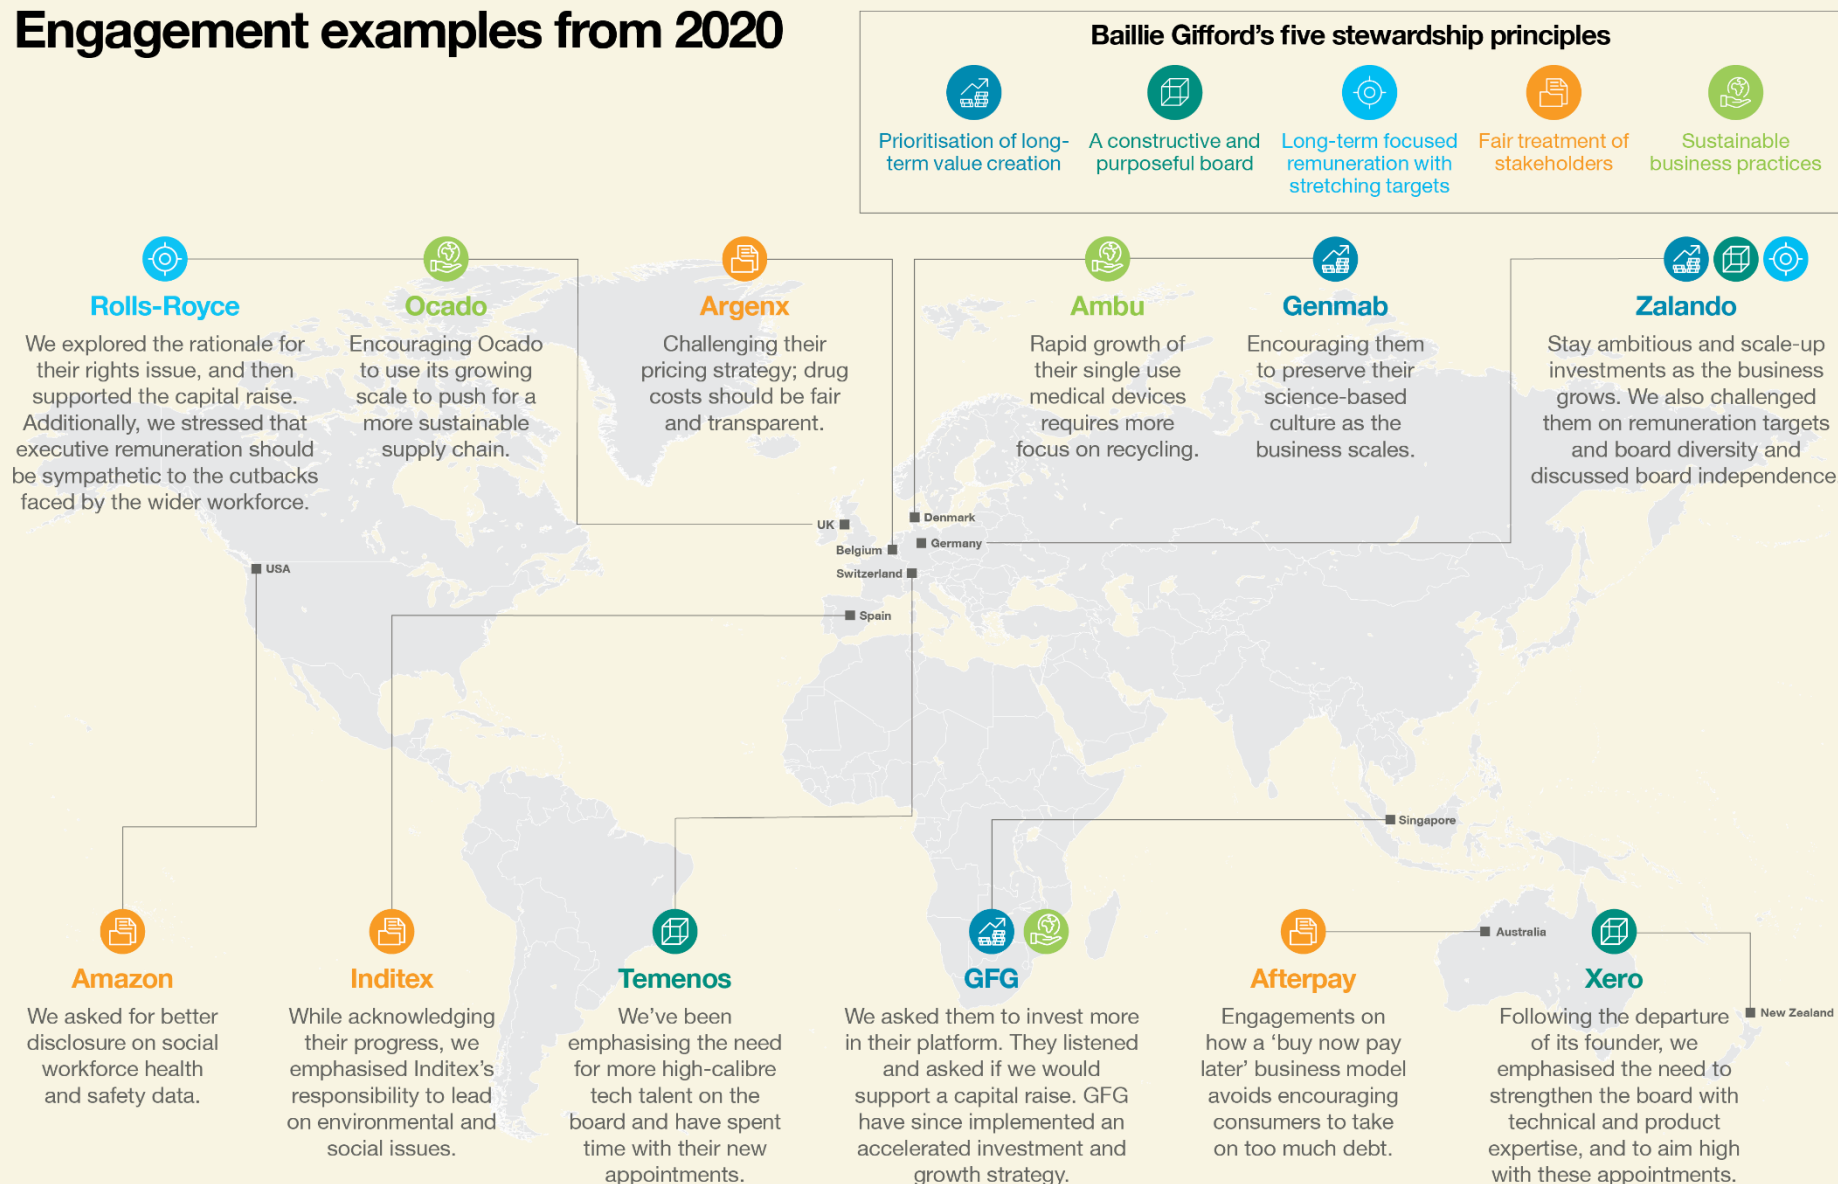 Engagement examples from 2020
Baillie Gifford's five stewardship principles
Prioritisation of long-
term value creation
A constructive and
purposeful board
Long-term focused
remuneration with
stretching targets
Fair treatment of
stakeholders
Sustainable
business practices
Rolls-Royce
We explored the rationale for
their rights issue, and then
supported the capital raise.
Additionally, we stressed that
executive remuneration should
be sympathetic to the cutbacks
faced by the wider workforce.
Ocado
Encouraging Ocado
to use its growing
scale to push for a
more sustainable
supply chain.
Argenx
Challenging their
pricing strategy; drug
costs should be fair
and transparent.
Ambu
Rapid growth of
their single use
medical devices
requires more
focus on recycling.
Genmab
Encouraging them
to preserve their
science-based
culture as the
business scales.
Zalando
Stay ambitious and scale-up
investments as the business
grows. We also challenged
them on remuneration targets
and board diversity and
discussed board independence
UK
Denmark
Belgium
Germany
Switzerland
USA
Spain
Singapore
Australia
New Zealand
Amazon
We asked for better
disclosure on social
workforce health
and safety data.
Inditex
While acknowledging
their progress, we
emphasised Inditex's
responsibility to lead
on environmental and
social issues.
Temenos
We've been
emphasising the need
for more high-calibre
tech talent on the
board and have spent
time with their new
appointments.
GFG
We asked them to invest more
in their platform. They listened
and asked if we would
support a capital raise. GFG
have since implemented an
accelerated investment and
growth strategy.
Afterpay
Engagements on
how a 'buy now pay
later' business model
avoids encouraging
consumers to take
on too much debt.
Xero
Following the departure
of its founder, we
emphasised the need to
strengthen the board with
technical and product
expertise, and to aim high
with these appointments.